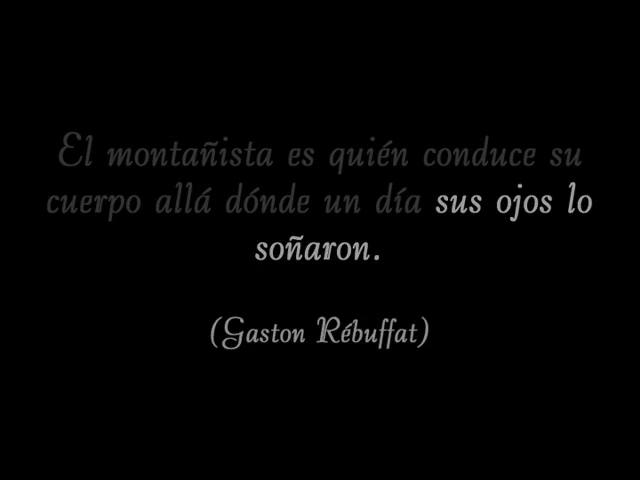 El montañista es quién conduce su
cuerpo allá dónde un día sus ojos lo
soñaron.
(Gaston Rébuffat)